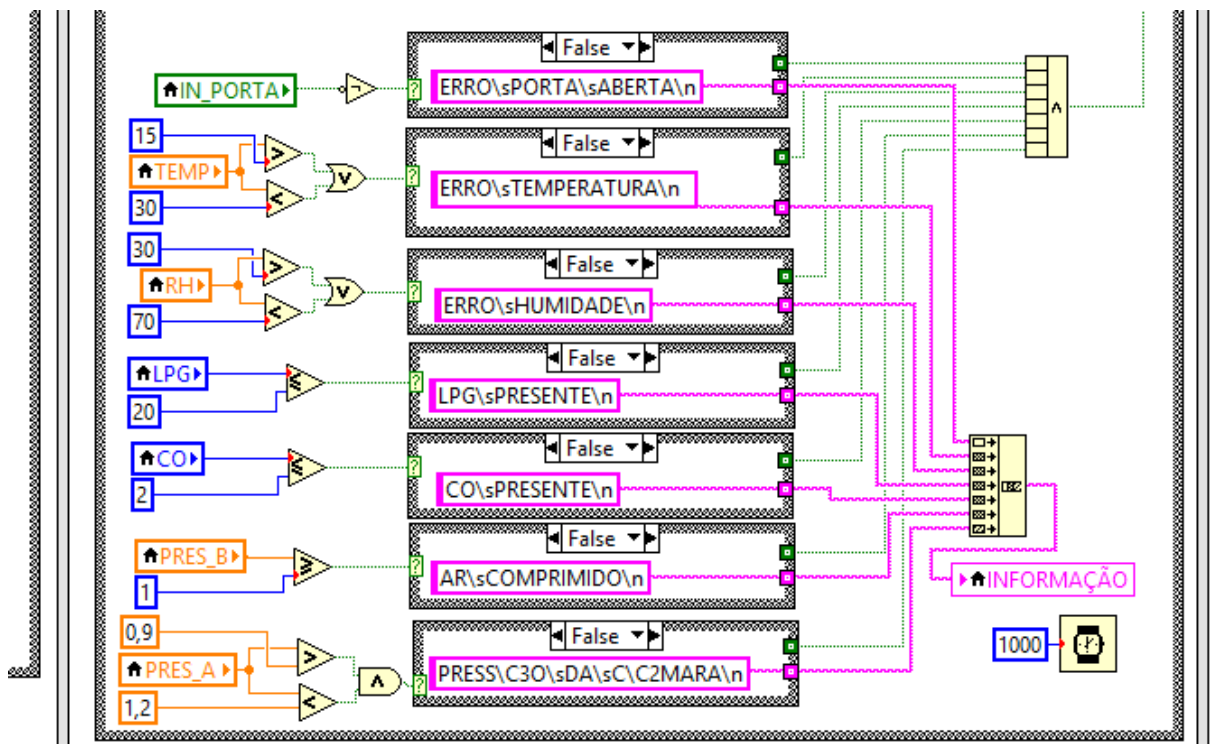 False
IN_PORTA
ERRO\sPORTA\sABERTA\n
15
TEMP
30
False
ERRO\sTEMPERATURA\n
30
RH
70
False
ERRO\sHUMIDADE\n
LPG
20
False
LPG\sPRESENTE\n
CO
2
False
CO\sPRESENTE\n
PRES_B
1
False
AR\sCOMPRIMIDO\n
INFORMAÇÃO
0,9
PRES_A
1,2
False
PRESS\C3O\sDA\sC\C2MARA\n
1000